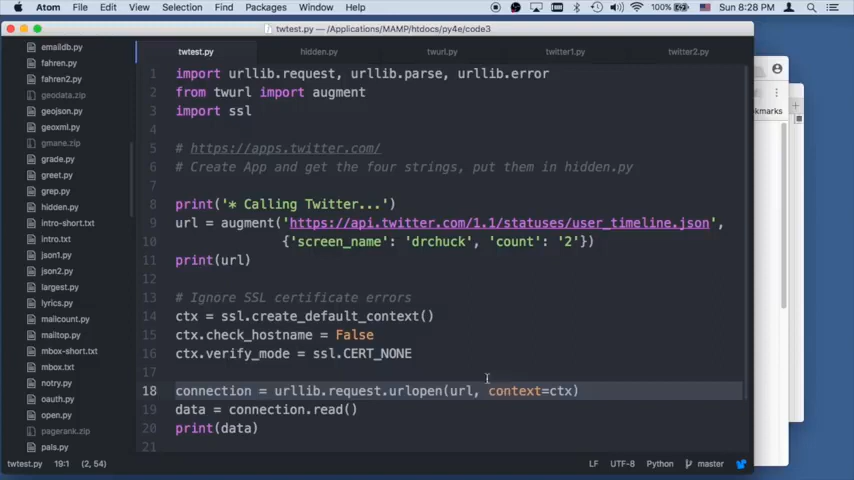 Atom File Edit View Selection Find Packages Window Help 100% Sun 8:28 PM
twtest.py — /Applications/MAMP/htdocs/py4e/code3
emaildb.py
fahren.py
fahren2.py
geodata.zip
geojson.py
geoxml.py
gmane.zip
grade.py
greet.py
grep.py
hidden.py
intro-short.txt
intro.txt
json1.py
json2.py
largest.py
lyrics.py
mailcount.py
mailtop.py
mbox-short.txt
mbox.txt
notry.py
oauth.py
open.py
pagerank.zip
pals.py
twtest.py hidden.py twurl.py twitter1.py twitter2.py
1 import urllib.request, urllib.parse, urllib.error
2 from twurl import augment
3 import ssl
4
5 # https://apps.twitter.com/
6 # Create App and get the four strings, put them in hidden.py
7
8 print('* Calling Twitter...')
9 url = augment('https://api.twitter.com/1.1/statuses/user_timeline.json',
10 {'screen_name': 'drchuck', 'count': '2'})
11 print(url)
12
13 # Ignore SSL certificate errors
14 ctx = ssl.create_default_context()
15 ctx.check_hostname = False
16 ctx.verify_mode = ssl.CERT_NONE
17
18 connection = urllib.request.urlopen(url, context=ctx)
19 data = connection.read()
20 print(data)
21
twtest.py 19:1 (2, 54) LF UTF-8 Python master